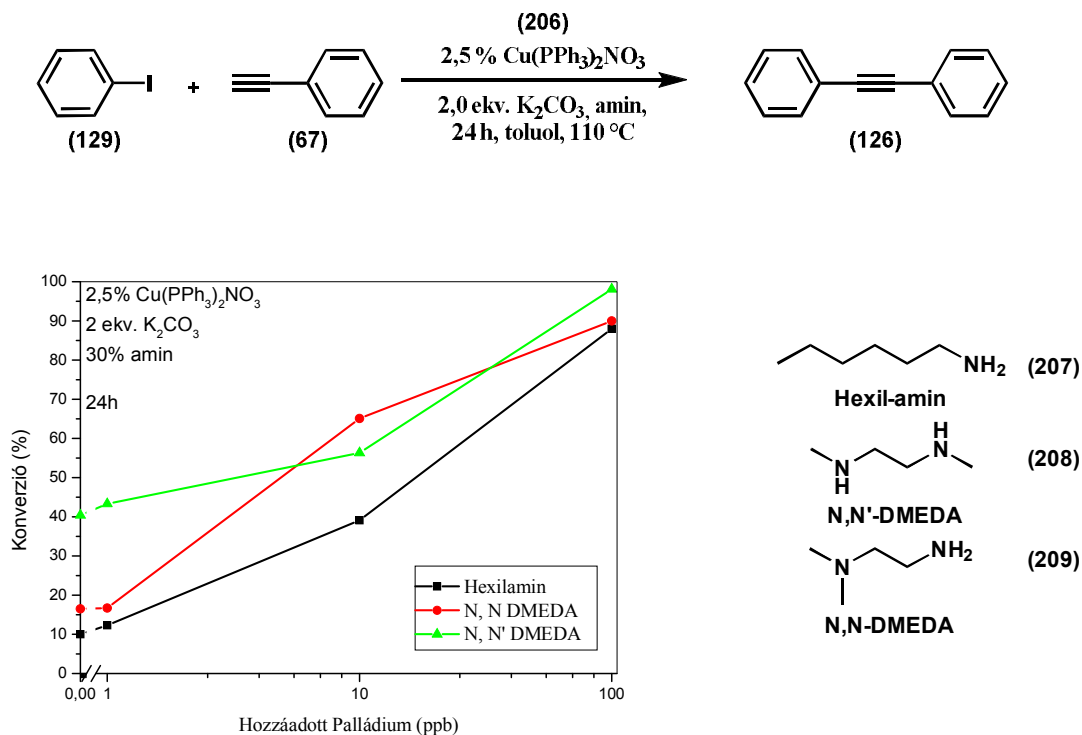 (206)
2,5 % Cu(PPh₃)₂NO₃
I
+
2,0 ekv. K₂CO₃, amin,
24 h, toluol, 110 °C
(129)
(67)
(126)
100
90
80
70
60
50
40
30
20
10
0
Konverzió (%)
2,5% Cu(PPh₃)₂NO₃
2 ekv. K₂CO₃
30% amin
24h
Hexilamin
N, N DMEDA
N, N' DMEDA
0,00
1
10
100
Hozzáadott Palládium (ppb)
NH₂
(207)
Hexil-amin
H
N
N
H
(208)
N,N'-DMEDA
NH₂
N
(209)
N,N-DMEDA